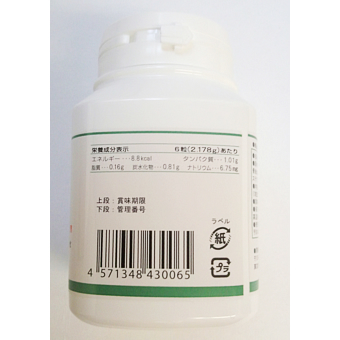 栄養成分表示 6粒(2.178g)あたり
エネルギー…8.8kcal タンパク質…1.01g
脂質…0.16g 炭水化物…0.81g ナトリウム…6.75mg
上段:賞味期限
下段:管理番号
ラベル
紙
プラ
4 571348 430065